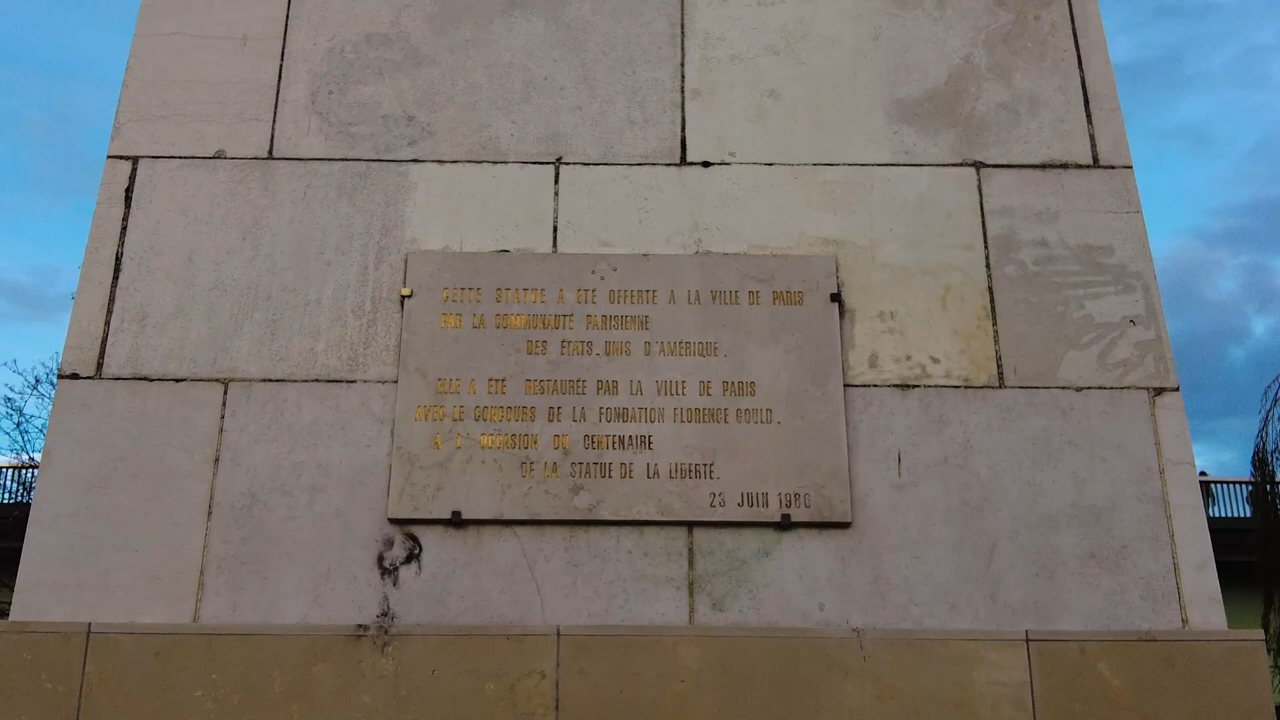 CETTE STATUE A ÉTÉ OFFERTE A LA VILLE DE PARIS
PAR LA COMMUNAUTÉ PARISIENNE
DES ÉTATS-UNIS D'AMÉRIQUE.
ELLE A ÉTÉ RESTAURÉE PAR LA VILLE DE PARIS
AVEC LE CONCOURS DE LA FONDATION FLORENCE GOULD.
A L'OCCASION DU CENTENAIRE
DE LA STATUE DE LA LIBERTÉ.
23 JUIN 1986